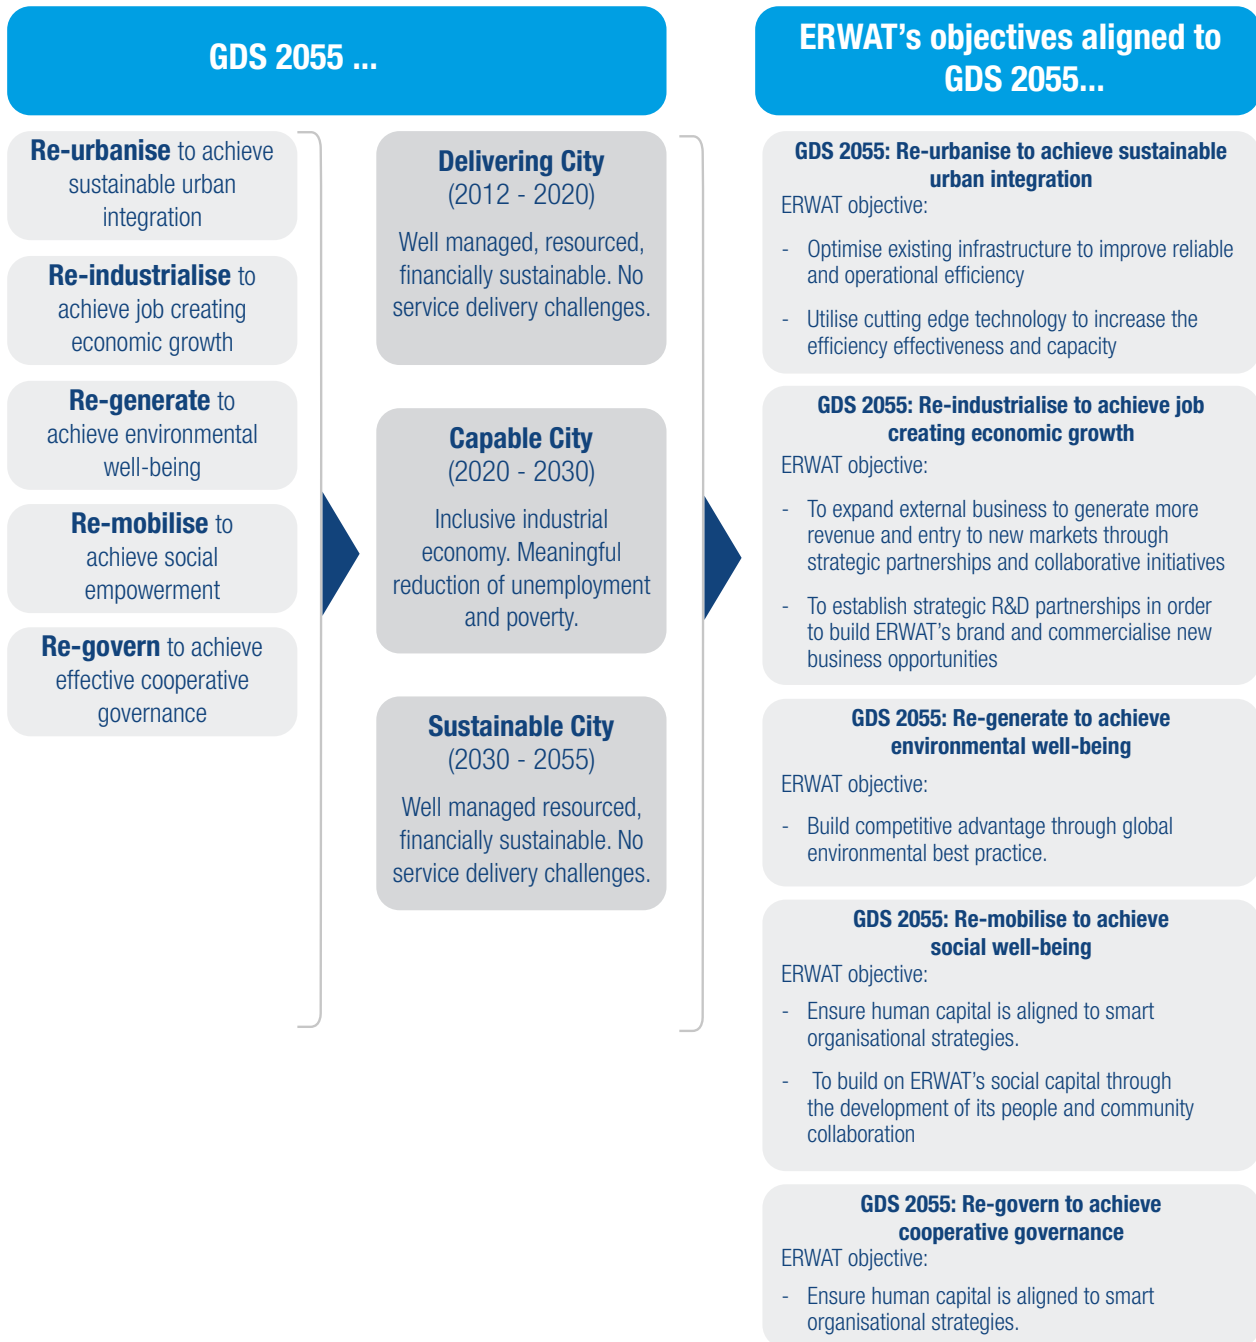 GDS 2055 ...
Re-urbanise to achieve
sustainable urban
integration
Re-industrialise to
achieve job creating
economic growth
Re-generate to
achieve environmental
well-being
Re-mobilise to
achieve social
empowerment
Re-govern to achieve
effective cooperative
governance
Delivering City
(2012 - 2020)
Well managed, resourced,
financially sustainable. No
service delivery challenges.
Capable City
(2020 - 2030)
Inclusive industrial
economy. Meaningful
reduction of unemployment
and poverty.
Sustainable City
(2030 - 2055)
Well managed resourced,
financially sustainable. No
service delivery challenges.
ERWAT's objectives aligned to
GDS 2055...
GDS 2055: Re-urbanise to achieve sustainable
urban integration
ERWAT objective:
- Optimise existing infrastructure to improve reliable
and operational efficiency
- Utilise cutting edge technology to increase the
efficiency effectiveness and capacity
GDS 2055: Re-industrialise to achieve job
creating economic growth
ERWAT objective:
- To expand external business to generate more
revenue and entry to new markets through
strategic partnerships and collaborative initiatives
- To establish strategic R&D partnerships in order
to build ERWAT's brand and commercialise new
business opportunities
GDS 2055: Re-generate to achieve
environmental well-being
ERWAT objective:
- Build competitive advantage through global
environmental best practice.
GDS 2055: Re-mobilise to achieve
social well-being
ERWAT objective:
- Ensure human capital is aligned to smart
organisational strategies.
- To build on ERWAT's social capital through
the development of its people and community
collaboration
GDS 2055: Re-govern to achieve
cooperative governance
ERWAT objective:
- Ensure human capital is aligned to smart
organisational strategies.